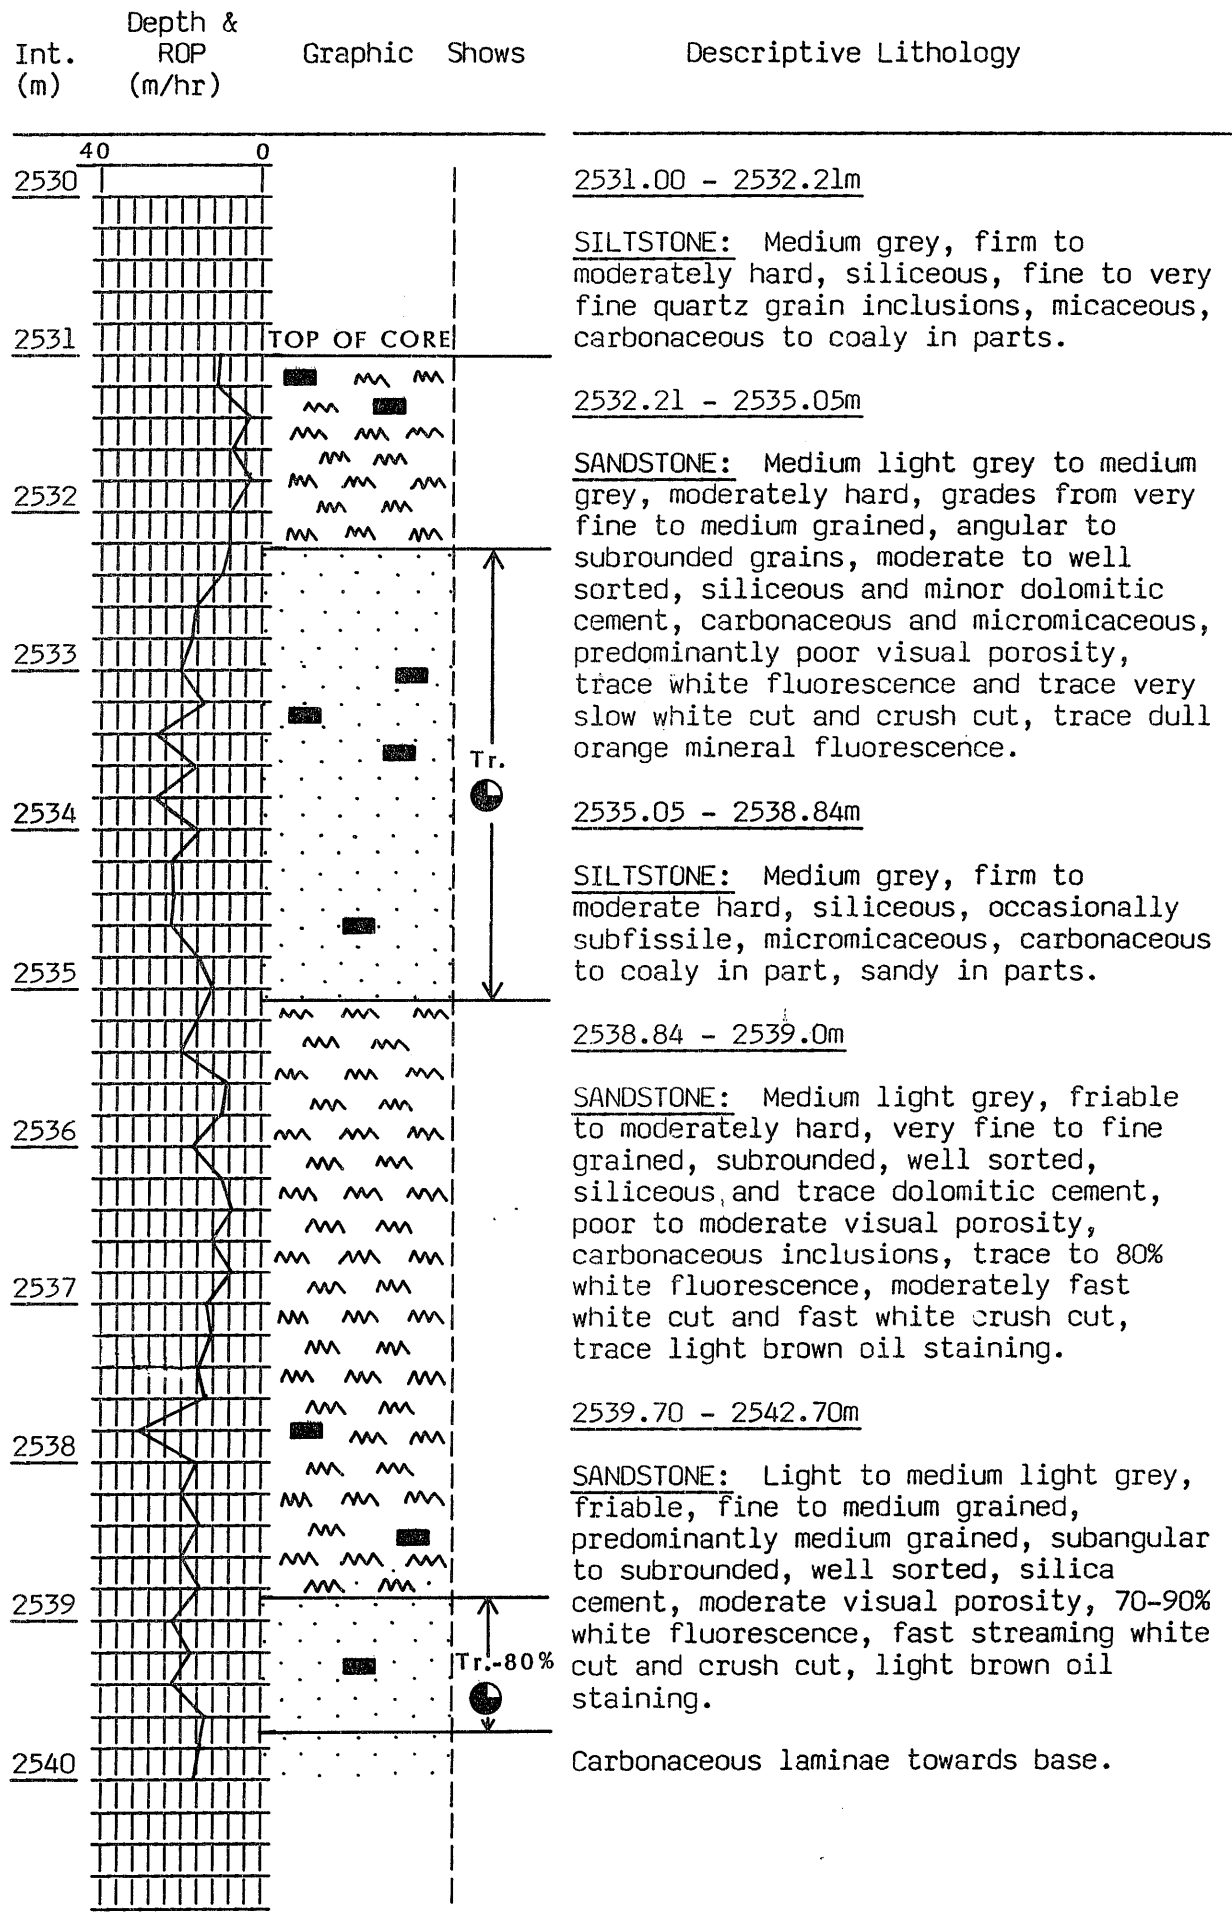 Int.
(m)
Depth &
ROP
(m/hr)
Graphic
Shows
Descriptive Lithology
40
0
2530
2531
TOP OF CORE
2532
2533
Tr.
2534
2535
2536
2537
2538
2539
Tr.-80%
2540
2531.00 - 2532.21m
SILTSTONE: Medium grey, firm to
moderately hard, siliceous, fine to very
fine quartz grain inclusions, micaceous,
carbonaceous to coaly in parts.
2532.21 - 2535.05m
SANDSTONE: Medium light grey to medium
grey, moderately hard, grades from very
fine to medium grained, angular to
subrounded grains, moderate to well
sorted, siliceous and minor dolomitic
cement, carbonaceous and micromicaceous,
predominantly poor visual porosity,
trace white fluorescence and trace very
slow white cut and crush cut, trace dull
orange mineral fluorescence.
2535.05 - 2538.84m
SILTSTONE: Medium grey, firm to
moderate hard, siliceous, occasionally
subfissile, micromicaceous, carbonaceous
to coaly in part, sandy in parts.
2538.84 - 2539.0m
SANDSTONE: Medium light grey, friable
to moderately hard, very fine to fine
grained, subrounded, well sorted,
siliceous and trace dolomitic cement,
poor to moderate visual porosity,
carbonaceous inclusions, trace to 80%
white fluorescence, moderately fast
white cut and fast white crush cut,
trace light brown oil staining.
2539.70 - 2542.70m
SANDSTONE: Light to medium light grey,
friable, fine to medium grained,
predominantly medium grained, subangular
to subrounded, well sorted, silica
cement, moderate visual porosity, 70-90%
white fluorescence, fast streaming white
cut and crush cut, light brown oil
staining.
Carbonaceous laminae towards base.